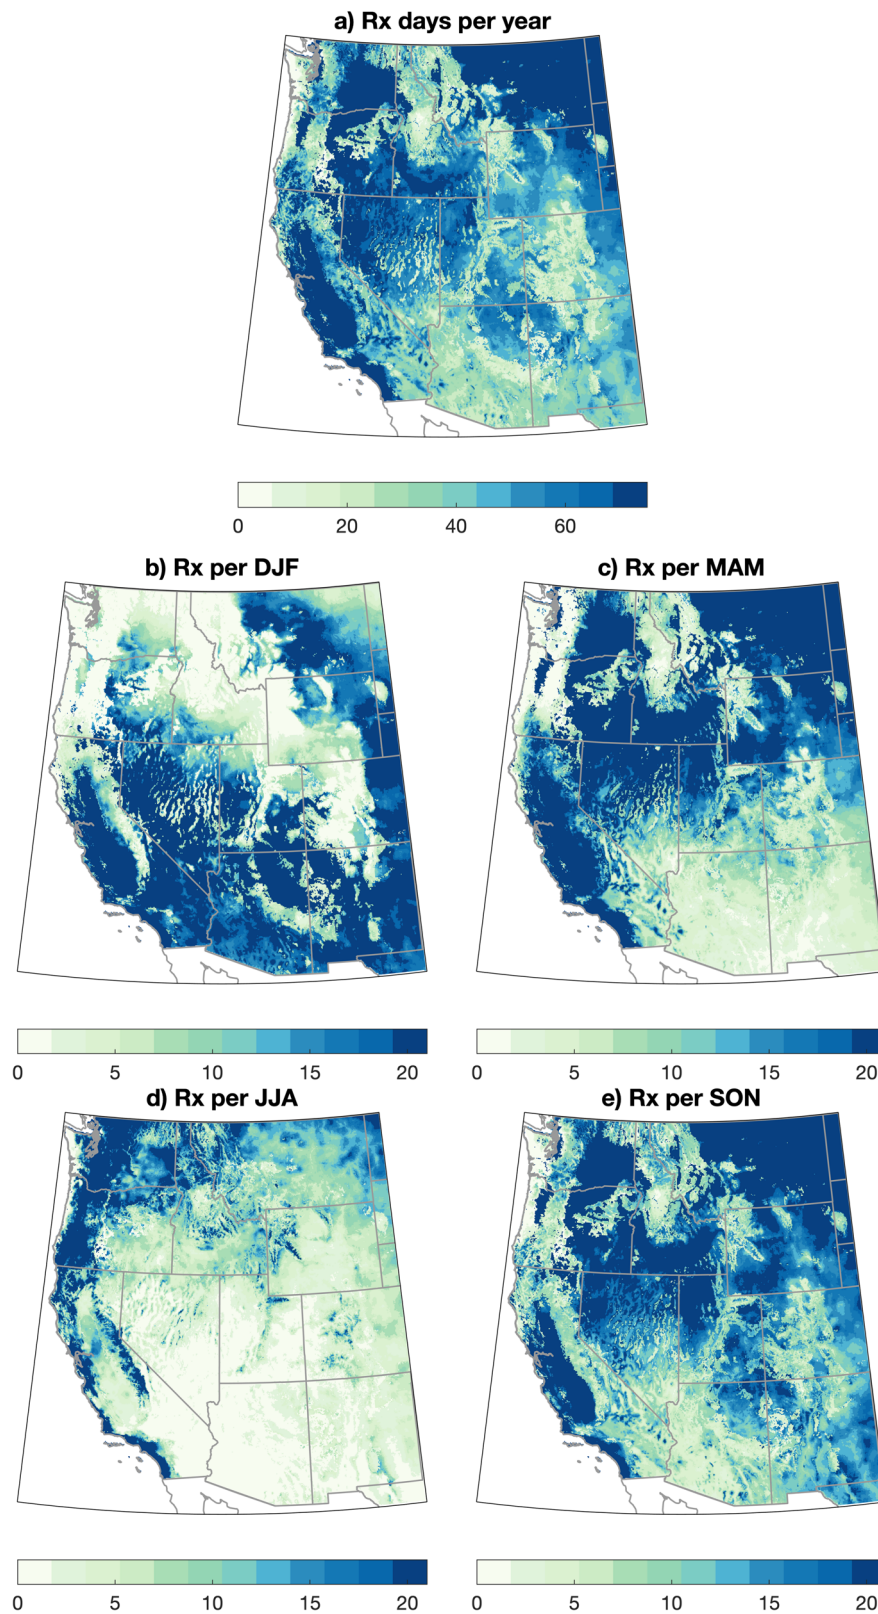 a) Rx days per year
0 20 40 60
b) Rx per DJF c) Rx per MAM
0 5 10 15 20 0 5 10 15 20
d) Rx per JJA e) Rx per SON
0 5 10 15 20 0 5 10 15 20